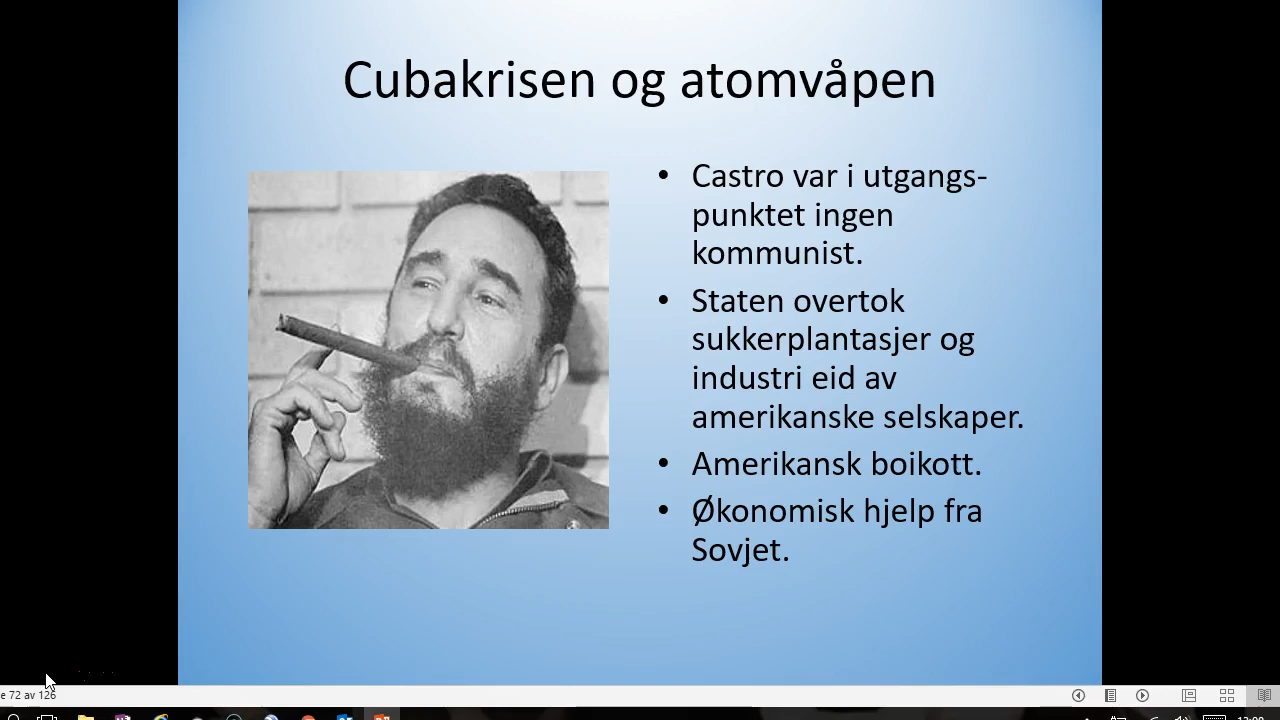 Cubakrisen og atomvåpen
• Castro var i utgangs-
punktet ingen
kommunist.
• Staten overtok
sukkerplantasjer og
industri eid av
amerikanske selskaper.
• Amerikansk boikott.
• Økonomisk hjelp fra
Sovjet.
e 72 av 126